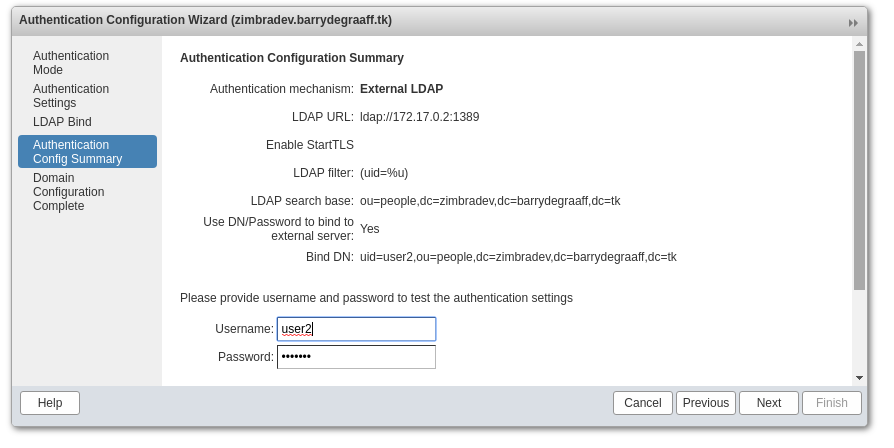 Authentication Configuration Wizard (zimbradev.barrydegraaff.tk)
Authentication
Mode
Authentication
Settings
LDAP Bind
Authentication
Config Summary
Domain
Configuration
Complete
Authentication Configuration Summary
Authentication mechanism: External LDAP
LDAP URL: ldap://172.17.0.2:1389
Enable StartTLS
LDAP filter: (uid=%u)
LDAP search base: ou=people,dc=zimbradev,dc=barrydegraaff,dc=tk
Use DN/Password to bind to
external server: Yes
Bind DN: uid=user2,ou=people,dc=zimbradev,dc=barrydegraaff,dc=tk
Please provide username and password to test the authentication settings
Username: user2
Password: •••••••
Help Cancel Previous Next Finish